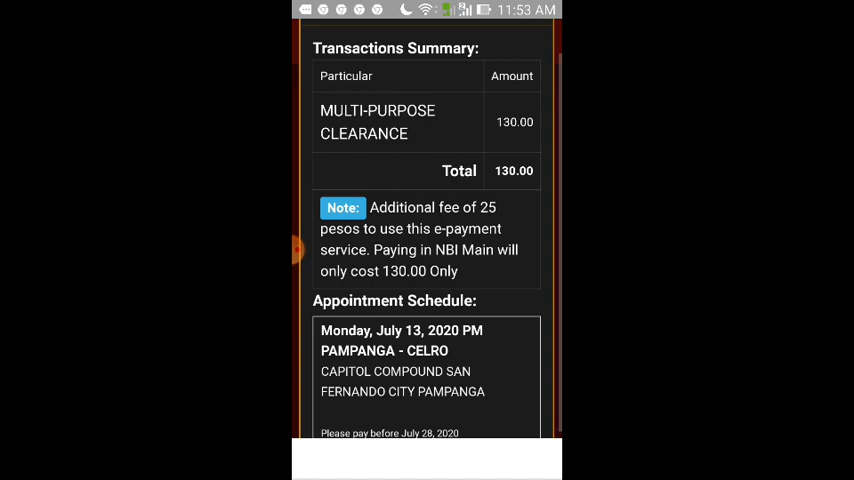 11:53 AM
Transactions Summary:
Particular Amount
MULTI-PURPOSE
CLEARANCE
130.00
Total 130.00
Note: Additional fee of 25
pesos to use this e-payment
service. Paying in NBI Main will
only cost 130.00 Only
Appointment Schedule:
Monday, July 13, 2020 PM
PAMPANGA - CELRO
CAPITOL COMPOUND SAN
FERNANDO CITY PAMPANGA
Please pay before July 28, 2020